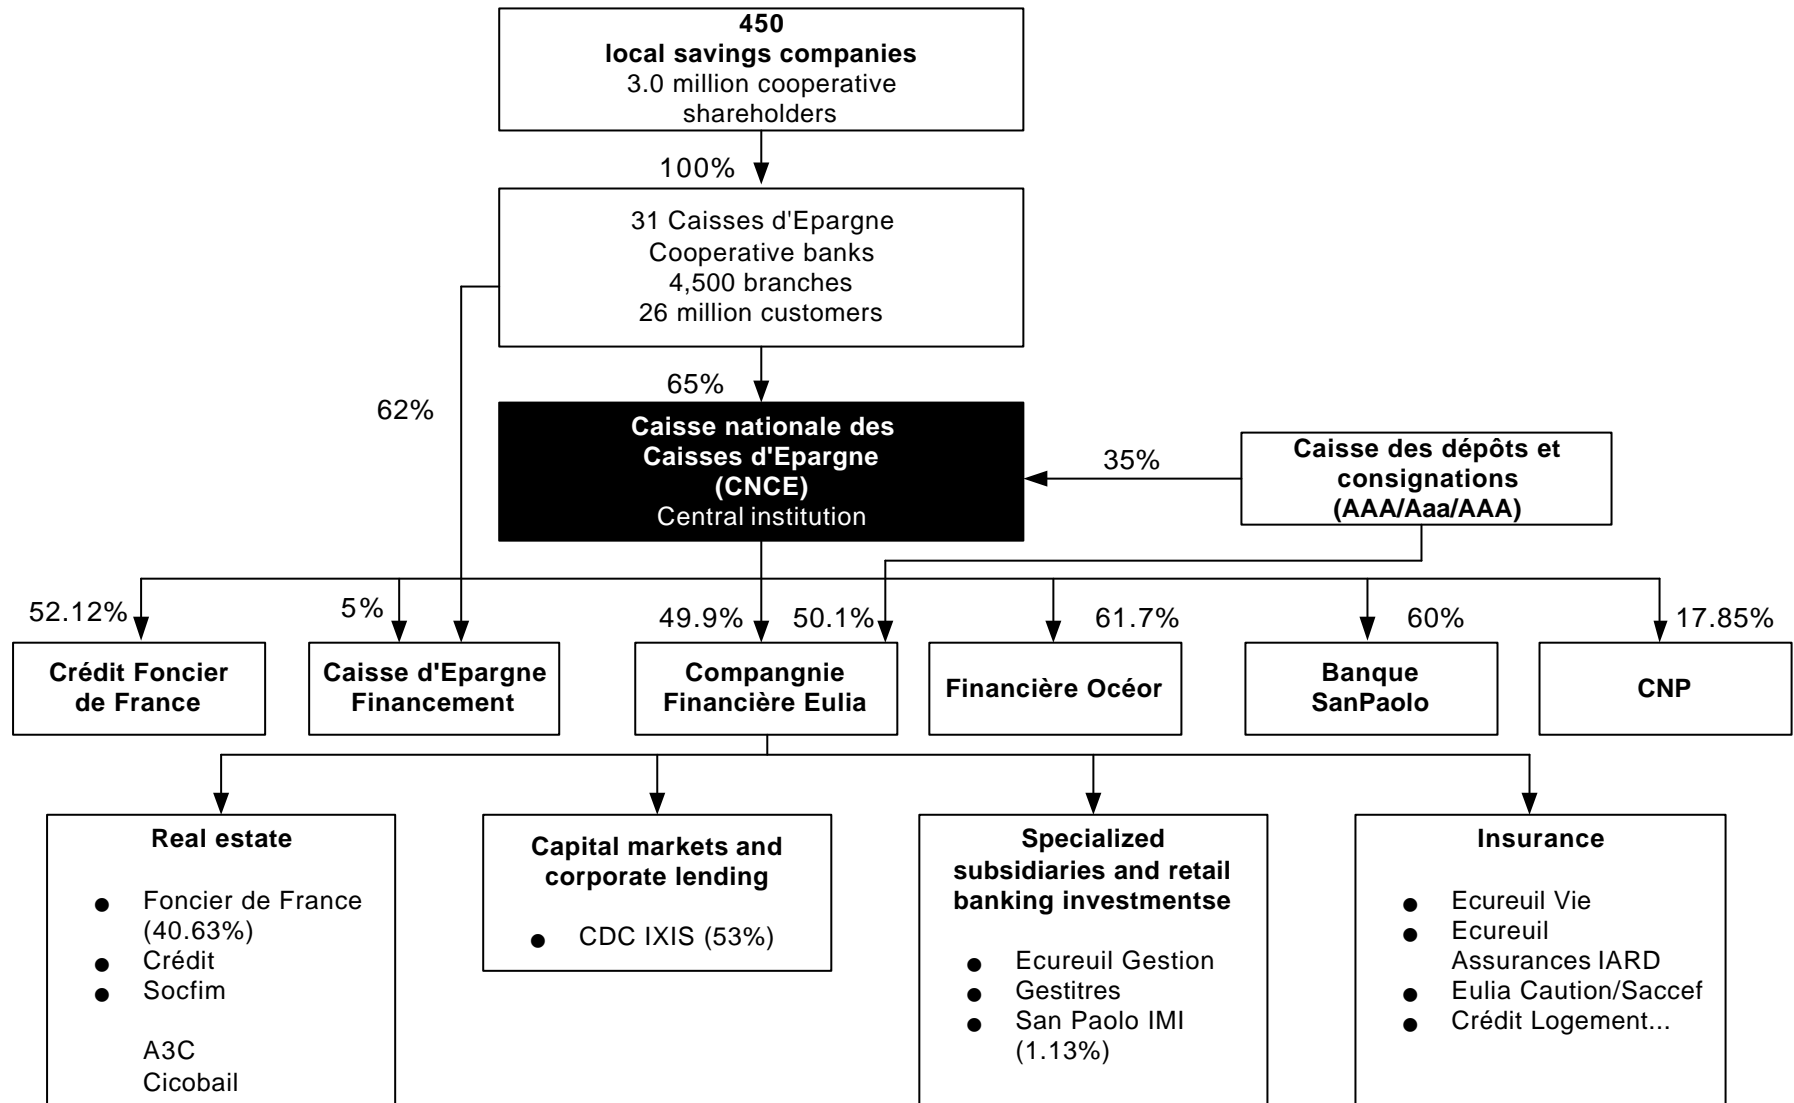 450
local savings companies
3.0 million cooperative
shareholders
100%
31 Caisses d'Epargne
Cooperative banks
4,500 branches
26 million customers
65%
62%
Caisse nationale des
Caisses d'Epargne
(CNCE)
Central institution
35%
Caisse des dépôts et
consignations
(AAA/Aaa/AAA)
52.12%
5%
49.9%
50.1%
61.7%
60%
17.85%
Crédit Foncier
de France
Caisse d'Epargne
Financement
Compangnie
Financière Eulia
Financière Océor
Banque
SanPaolo
CNP
Real estate
● Foncier de France
(40.63%)
● Crédit
● Socfim
A3C
Cicobail
Capital markets and
corporate lending
● CDC IXIS (53%)
Specialized
subsidiaries and retail
banking investmentse
● Ecureuil Gestion
● Gestitres
● San Paolo IMI
(1.13%)
Insurance
● Ecureuil Vie
● Ecureuil
Assurances IARD
● Eulia Caution/Saccef
● Crédit Logement...